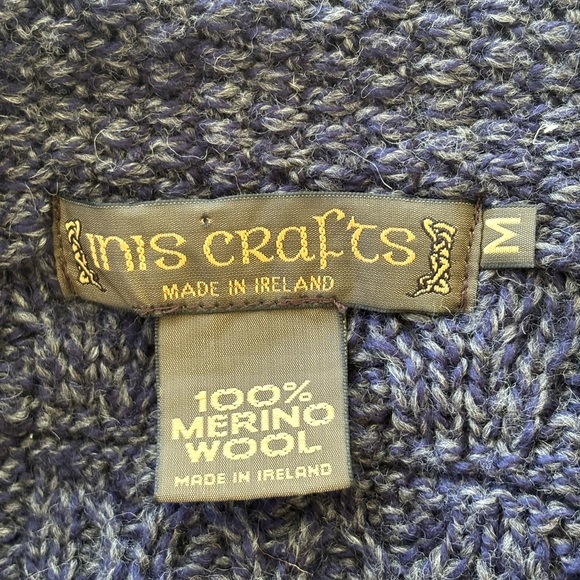 INIS CRAFTS
MADE IN IRELAND
M
100%
MERINO
WOOL
MADE IN IRELAND